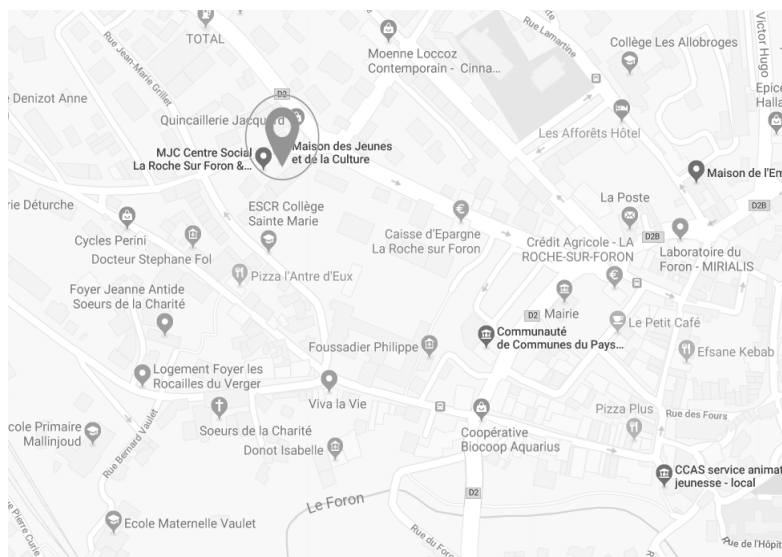 TOTAL
Rue Jean-Marie Grillet
Moenne Loccoz
Contemporain - Cinna...
Rue Lamartine
Collège Les Allobroges
Victor Hugo
Epice
Halla
Denizot Anne
D2
Quincaillerie Jacquard
Les Afforêts Hôtel
MJC Centre Social
La Roche Sur Foron &...
Maison des Jeunes
et de la Culture
Maison de l'Em
rie Déturche
ESCR Collège
Sainte Marie
La Poste
D2B
Cycles Perini
Docteur Stephane Fol
Caisse d'Epargne
La Roche sur Foron
Crédit Agricole - LA
ROCHE-SUR-FORON
D2B
Laboratoire du
Foron - MIRIALIS
Pizza l'Antre d'Eux
Foyer Jeanne Antide
Soeurs de la Charité
D2
Mairie
Le Petit Café
Communauté
de Communes du Pays...
Foussadier Philippe
Efsane Kebab
Logement Foyer les
Rocailles du Verger
Viva la Vie
Pizza Plus
Rue des Fours
cole Primaire
Mallinjoud
Rue Bernard Vaulet
Soeurs de la Charité
Coopérative
Biocoop Aquarius
Donot Isabelle
CCAS service animat
jeunesse - local
D2
Le Foron
Ecole Maternelle Vaulet
e Pierre Curie
Rue du Foro
Rue de l'Hôpit